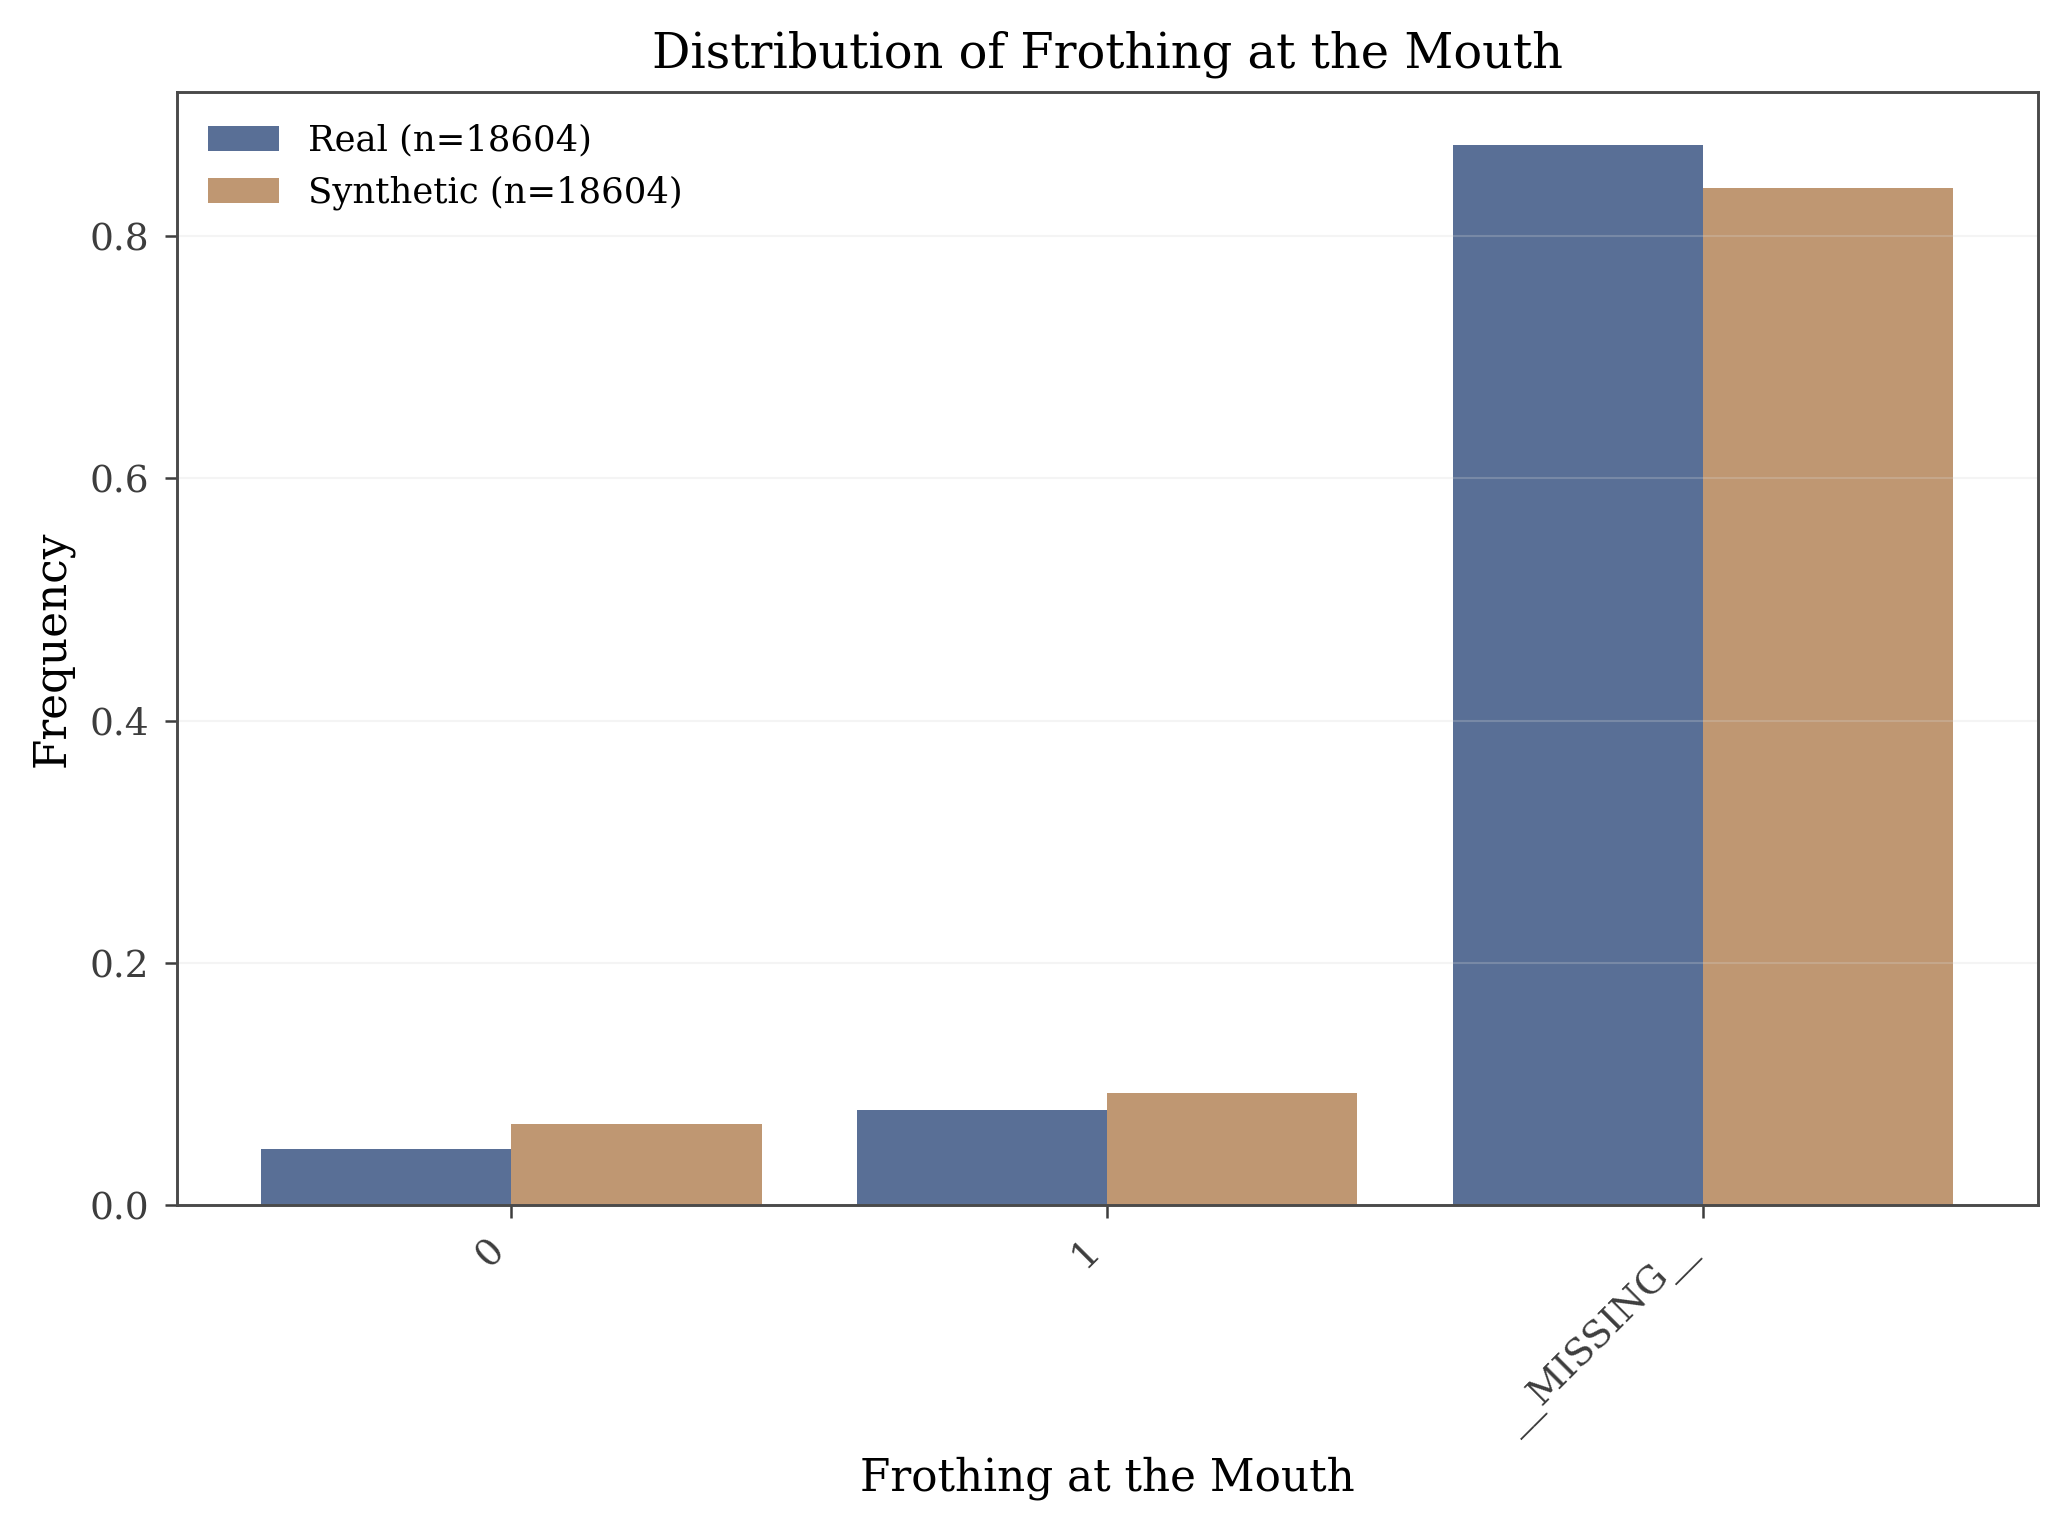 Distribution of Frothing at the Mouth
Real (n=18604)
Synthetic (n=18604)
0.8
0.6
0.4
0.2
0.0
Frequency
0
1
__MISSING__
Frothing at the Mouth